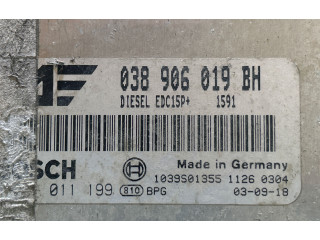 038 906 019 BH
DIESEL EDC15P+ 1591
SCH
Made in Germany
1039S01355 1126 0304
011 199 810 BPG 03-09-18